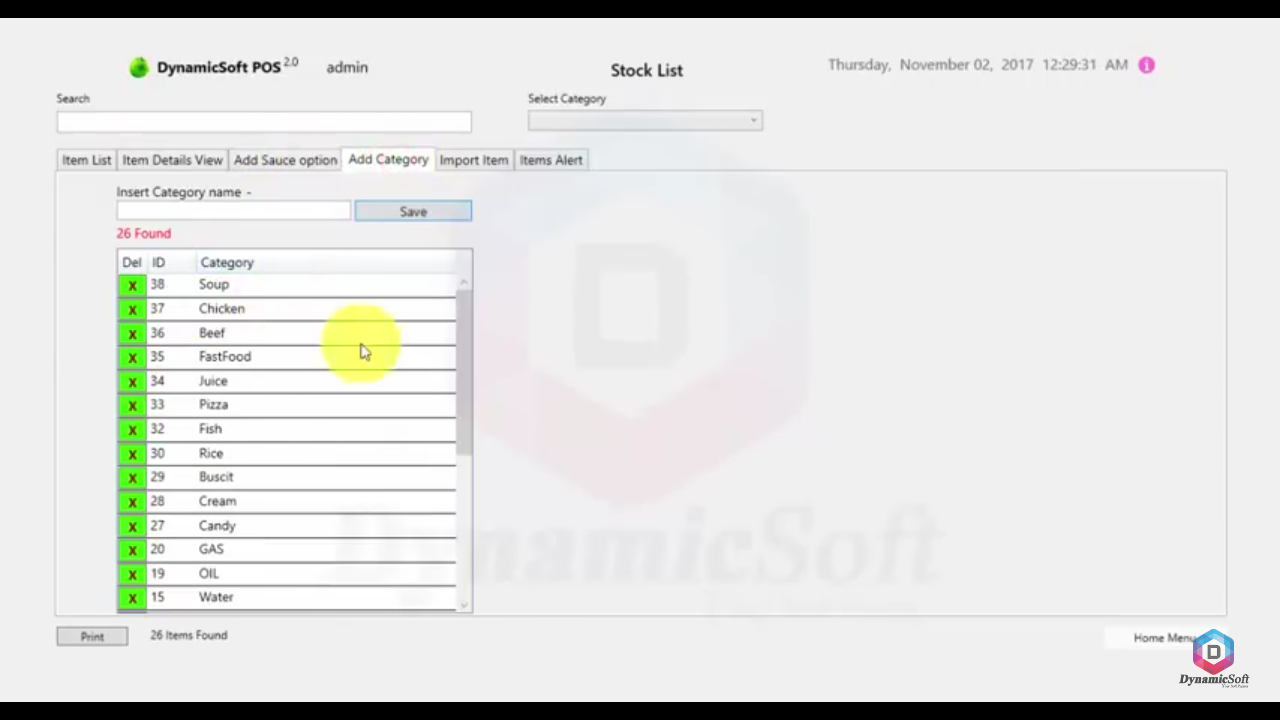 DynamicSoft POS 2.0 admin Stock List Thursday, November 02, 2017 12:29:31 AM
Search Select Category
Item List Item Details View Add Sauce option Add Category Import Item Items Alert
Insert Category name -
Save
26 Found
Del ID Category
X 38 Soup
X 37 Chicken
X 36 Beef
X 35 FastFood
X 34 Juice
X 33 Pizza
X 32 Fish
X 30 Rice
X 29 Buscit
X 28 Cream
X 27 Candy
X 20 GAS
X 19 OIL
X 15 Water
DynamicSoft
Print 26 Items Found Home Menu
DynamicSoft